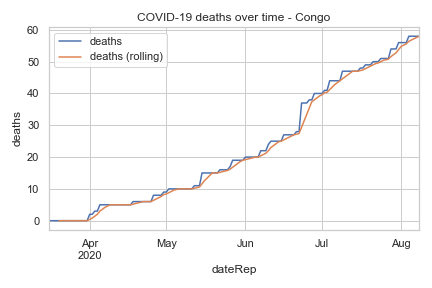 COVID-19 deaths over time - Congo
deaths
deaths (rolling)
60
50
40
30
20
10
0
deaths
Apr
2020
May
Jun
Jul
Aug
dateRep